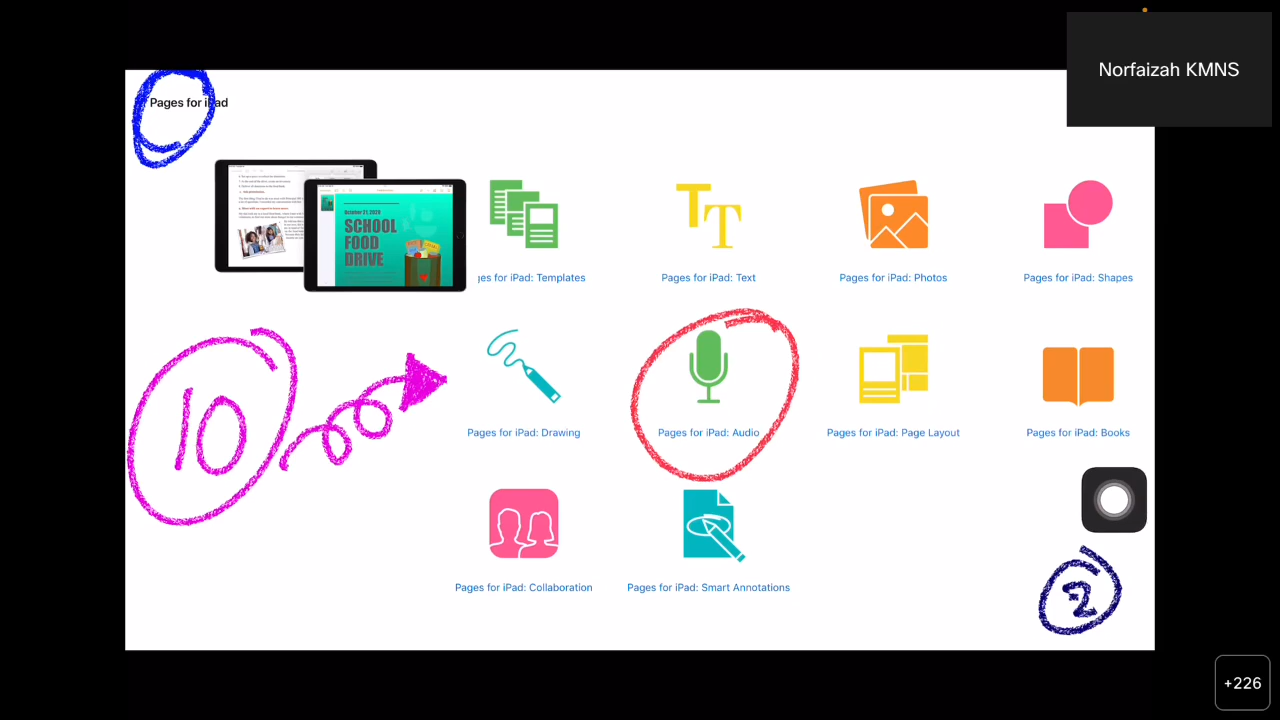 Norfaizah KMNS
Pages for iPad
October 21, 2020
SCHOOL
FOOD
DRIVE
ges for iPad: Templates
Pages for iPad: Text
Pages for iPad: Photos
Pages for iPad: Shapes
10
Pages for iPad: Drawing
Pages for iPad: Audio
Pages for iPad: Page Layout
Pages for iPad: Books
Pages for iPad: Collaboration
Pages for iPad: Smart Annotations
2
+226